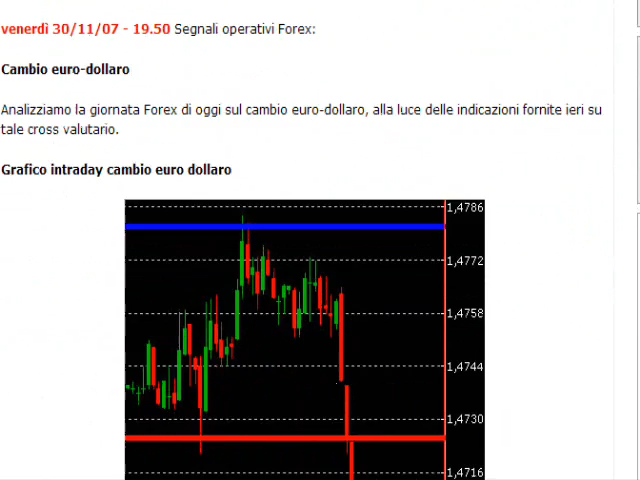 venerdì 30/11/07 - 19.50 Segnali operativi Forex:
Cambio euro-dollaro
Analizziamo la giornata Forex di oggi sul cambio euro-dollaro, alla luce delle indicazioni fornite ieri su
tale cross valutario.
Grafico intraday cambio euro dollaro
1,4786
1,4772
1,4758
1,4744
1,4730
1,4716